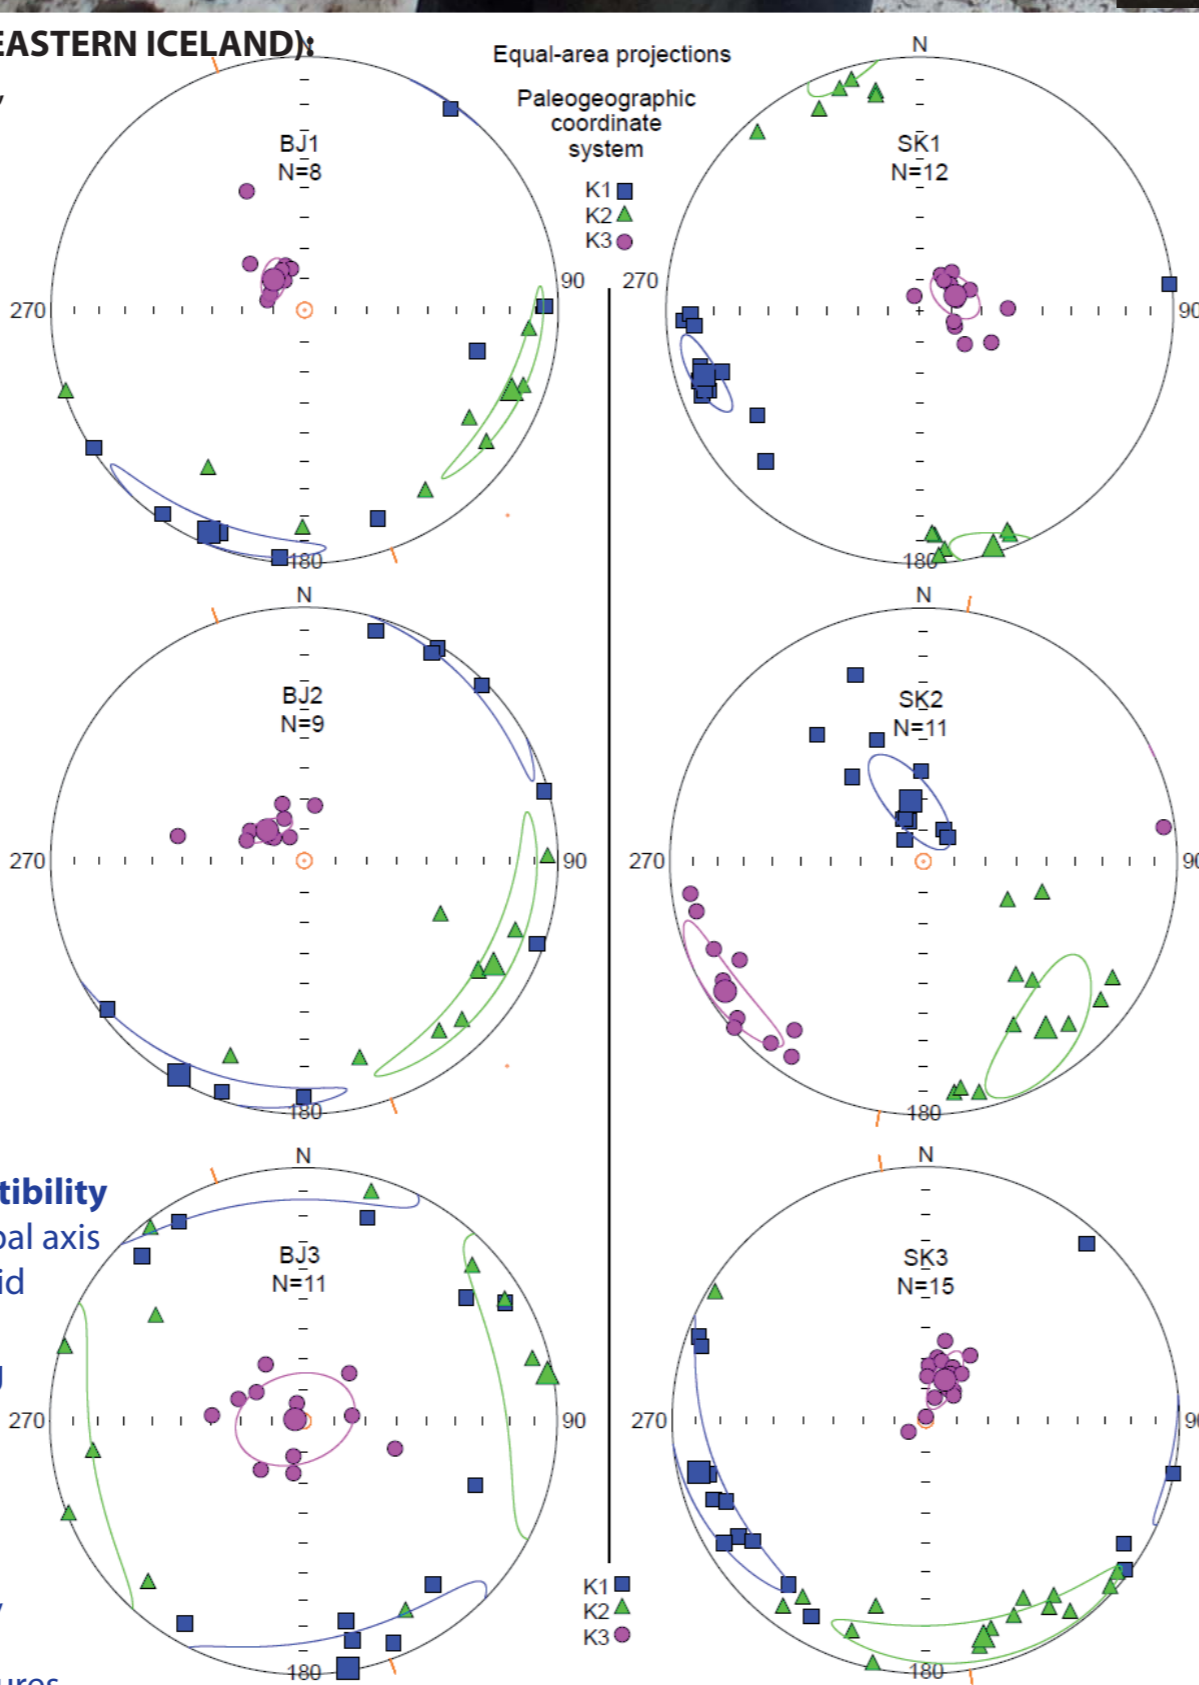 EASTERN ICELAND):
Equal-area projections
Paleogeographic
coordinate
system
K1
K2
K3
BJ1
N=8
270
90
180
N
SK1
N=12
270
90
180
N
BJ2
N=9
270
90
180
N
SK2
N=11
270
90
180
tibility
pal axis
id
g
N
BJ3
N=11
270
90
180
N
SK3
N=15
270
90
180
K1
K2
K3
y
ures